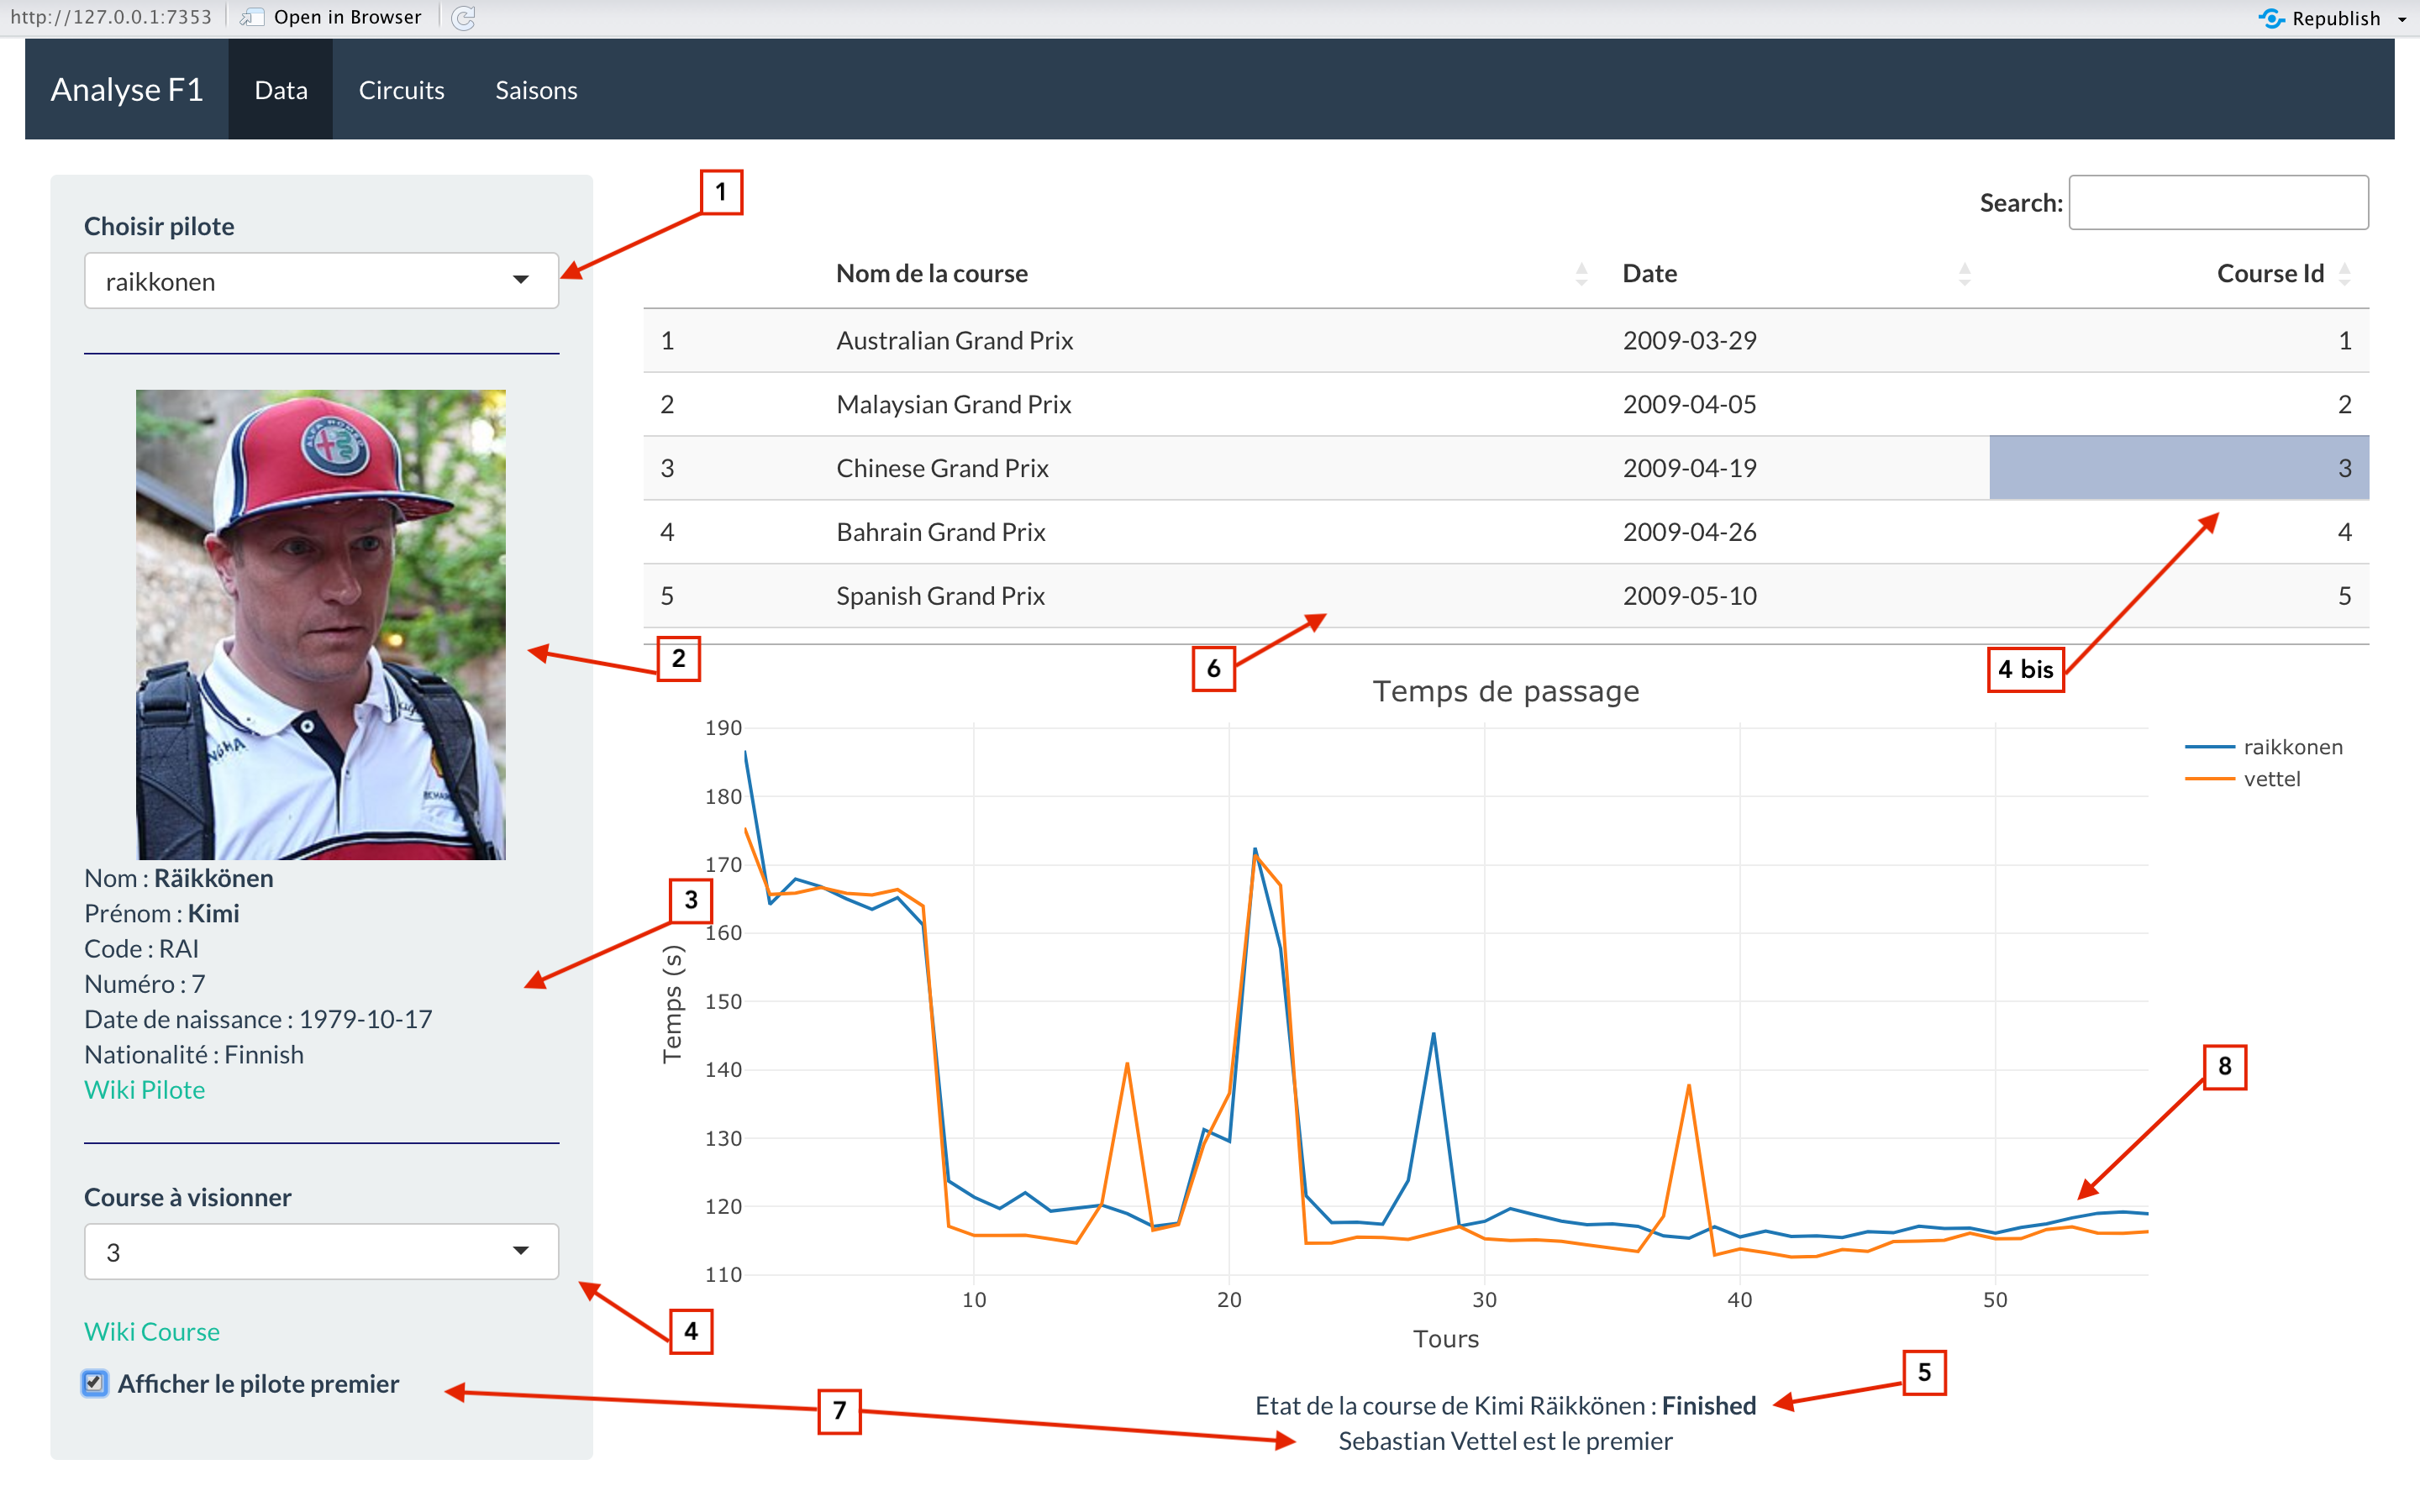 http://127.0.0.1:7353 Open in Browser Republish
Analyse F1 Data Circuits Saisons
Choisir pilote
raikkonen
1
Search:
Nom de la course Date Course Id
1 Australian Grand Prix 2009-03-29 1
2 Malaysian Grand Prix 2009-04-05 2
3 Chinese Grand Prix 2009-04-19 3
4 Bahrain Grand Prix 2009-04-26 4
5 Spanish Grand Prix 2009-05-10 5
ALFA ROMEO
2
6
4 bis
Nom : Räikkönen
Prénom : Kimi
Code : RAI
Numéro : 7
Date de naissance : 1979-10-17
Nationalité : Finnish
Wiki Pilote
3
Course à visionner
3
4
Wiki Course
Afficher le pilote premier
7
Temps de passage
raikkonen
vettel
Temps (s)
190
180
170
160
150
140
130
120
110
10 20 30 40 50
Tours
8
5
Etat de la course de Kimi Räikkönen : Finished
Sebastian Vettel est le premier